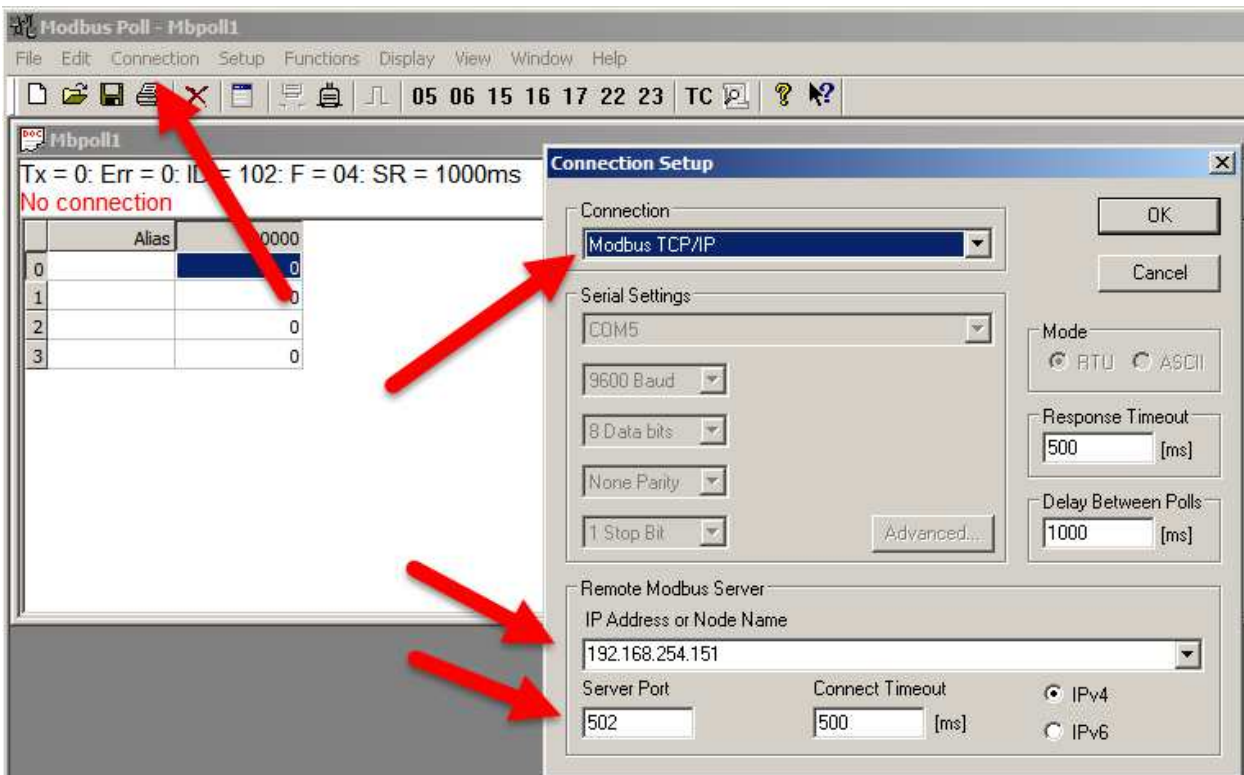 Modbus Poll - Mbpoll1
File Edit Connection Setup Functions Display View Window Help
05 06 15 16 17 22 23 TC
Mbpoll1
Tx = 0: Err = 0: ID = 102: F = 04: SR = 1000ms
No connection
Alias 0000
0 0
1 0
2 0
3 0
Connection Setup
Connection
Modbus TCP/IP
OK
Cancel
Serial Settings
COM5
9600 Baud
8 Data bits
None Parity
1 Stop Bit
Advanced...
Mode
RTU ASCII
Response Timeout
500 [ms]
Delay Between Polls
1000 [ms]
Remote Modbus Server
IP Address or Node Name
192.168.254.151
Server Port Connect Timeout
502 500 [ms]
IPv4
IPv6